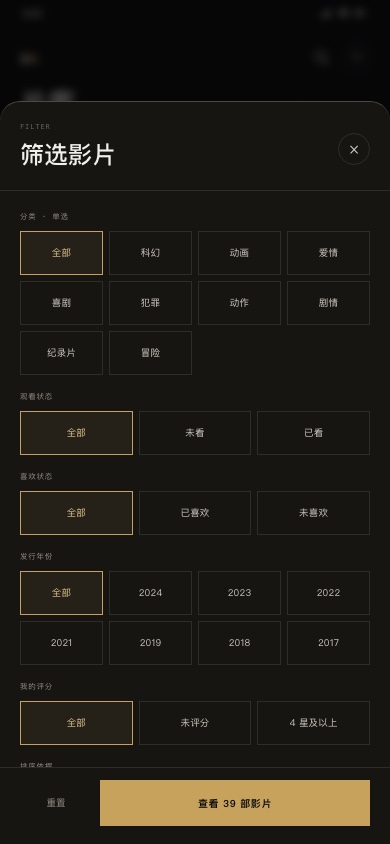 FILTER
筛选影片
分类 · 单选
全部 科幻 动画 爱情
喜剧 犯罪 动作 剧情
纪录片 冒险
观看状态
全部 未看 已看
喜欢状态
全部 已喜欢 未喜欢
发行年份
全部 2024 2023 2022
2021 2019 2018 2017
我的评分
全部 未评分 4 星及以上
排序依据
重置 查看 39 部影片